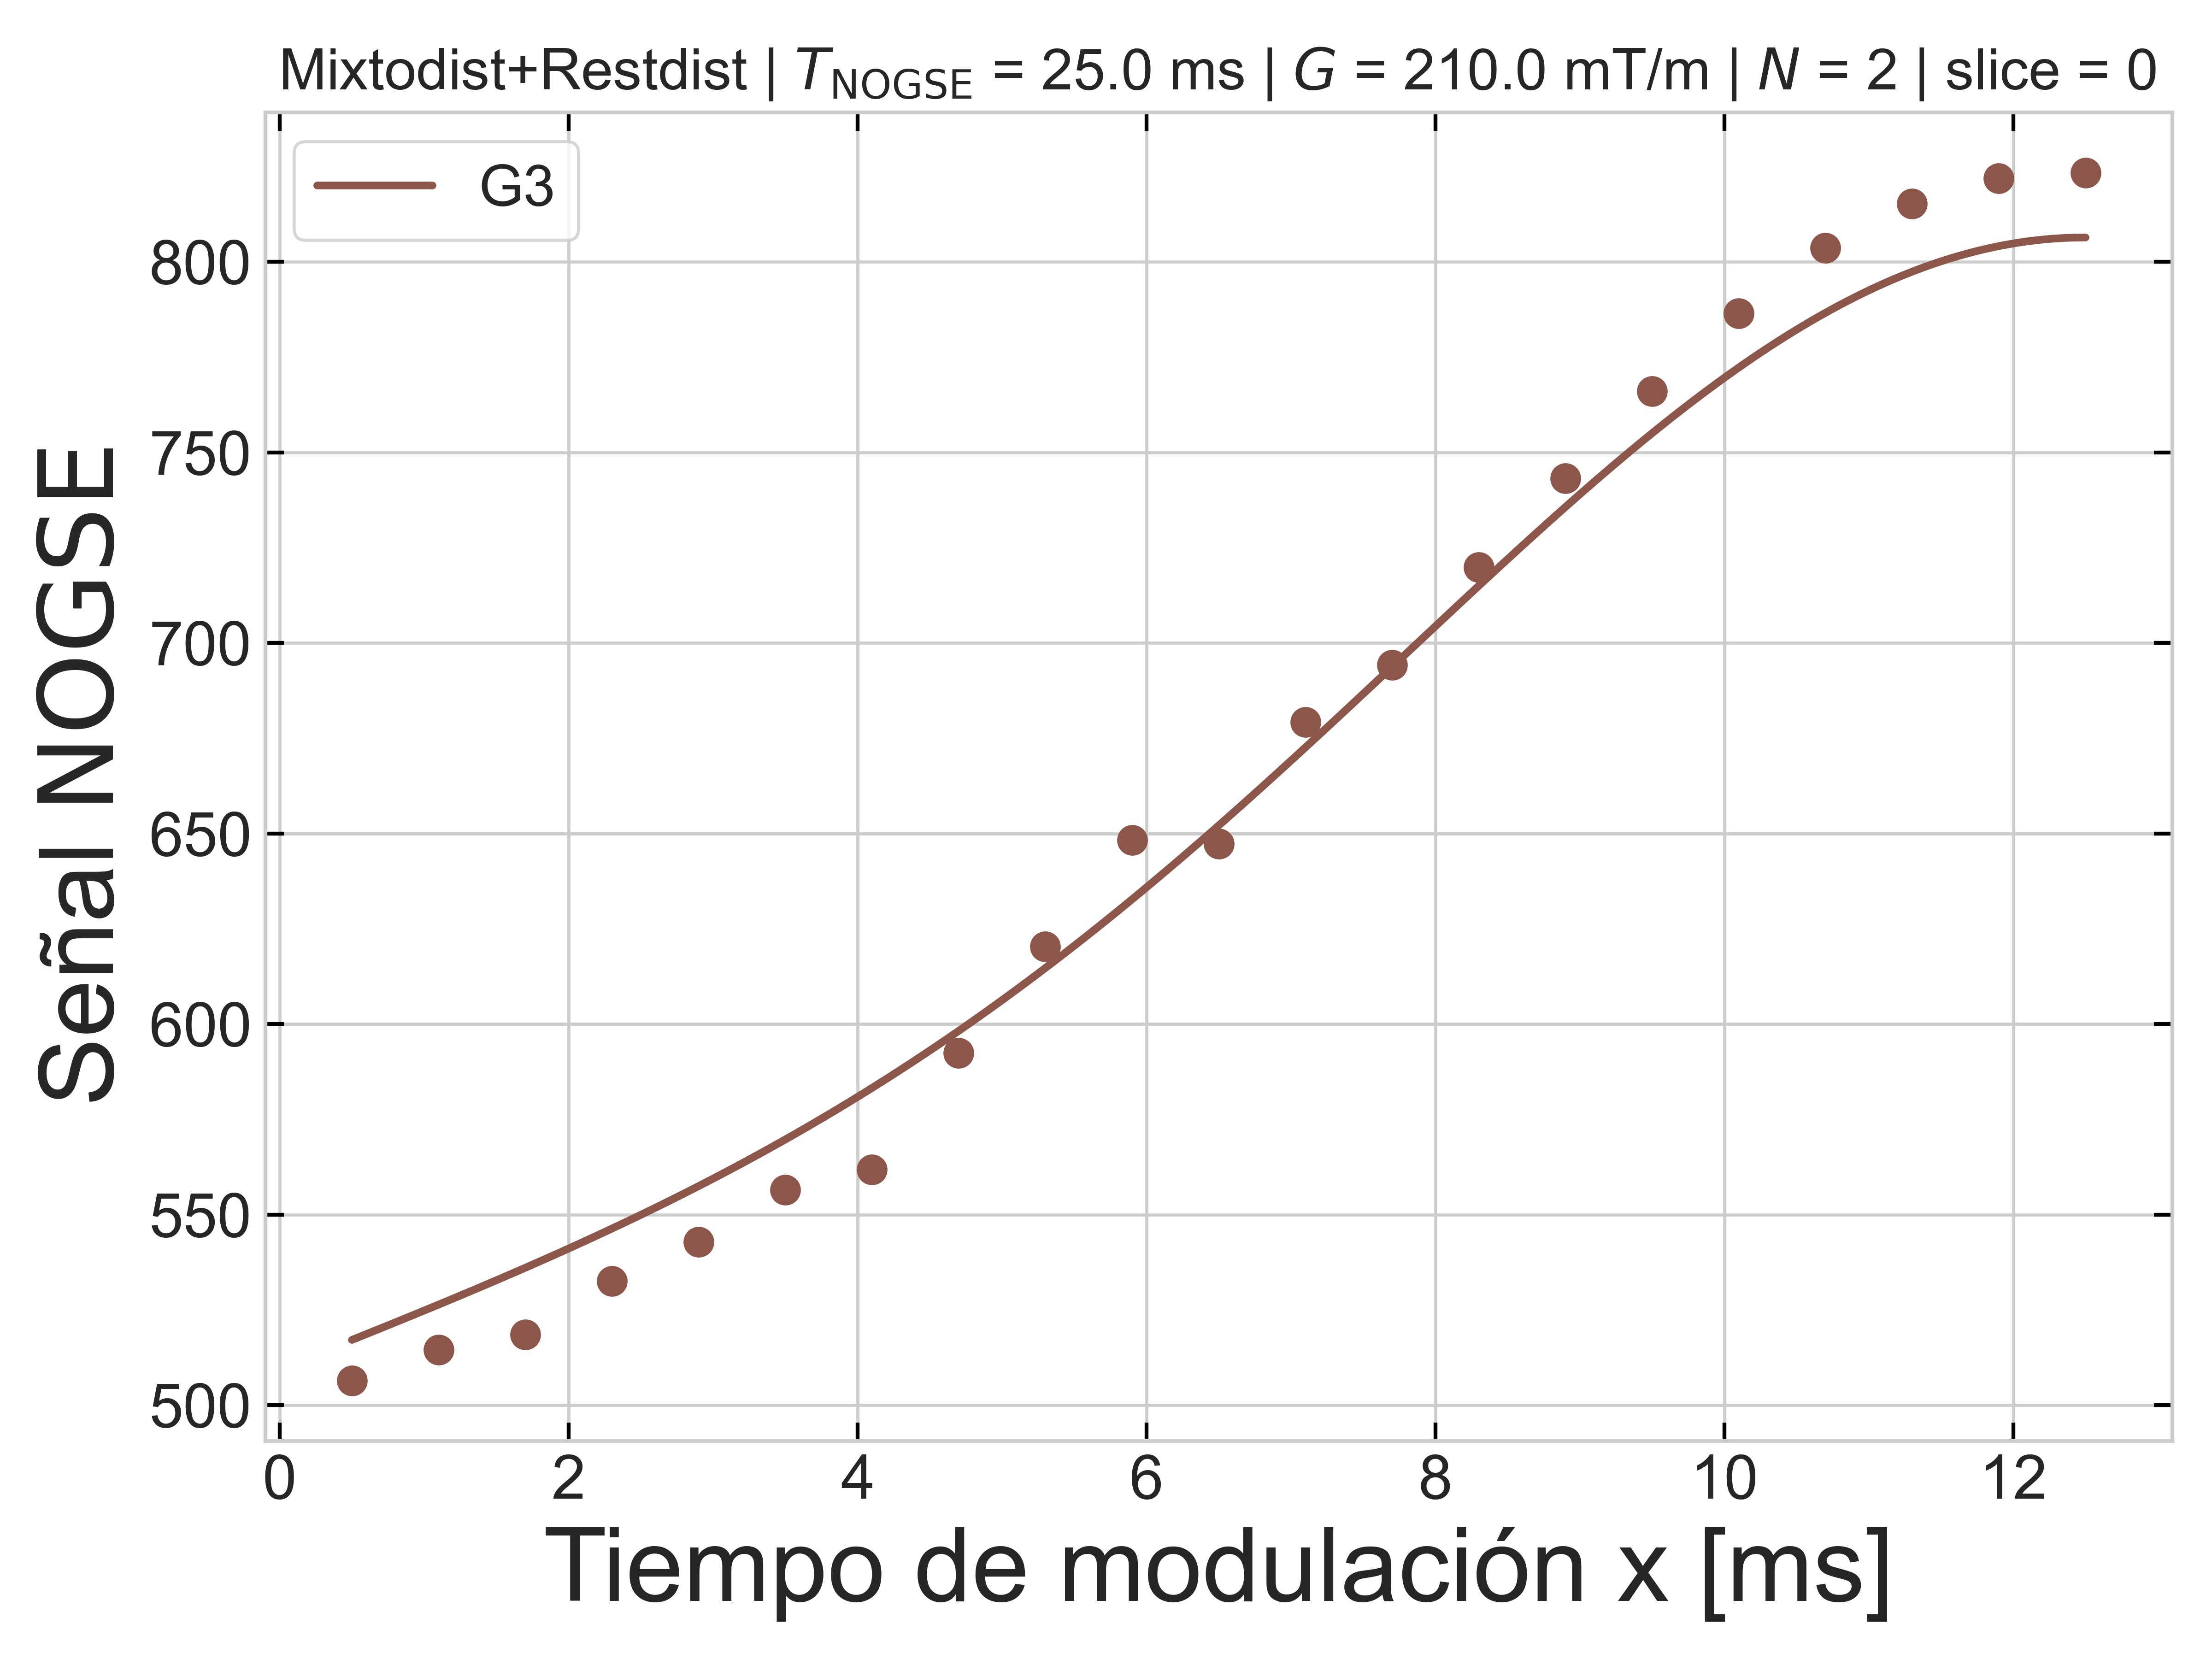 Mixtodist+Restdist | T_NOGSE = 25.0 ms | G = 210.0 mT/m | N = 2 | slice = 0
G3
Señal NOGSE
800
750
700
650
600
550
500
0 2 4 6 8 10 12
Tiempo de modulación x [ms]